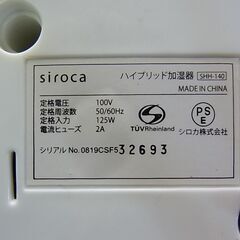 siroca
ハイブリッド加湿器 SHH-140
MADE IN CHINA
定格電圧 100V
定格周波数 50/60Hz
定格入力 125W
電流ヒューズ 2A
S
TÜVRheinland
PS
E
シロカ株式会社
シリアル No. 0819CSF532693